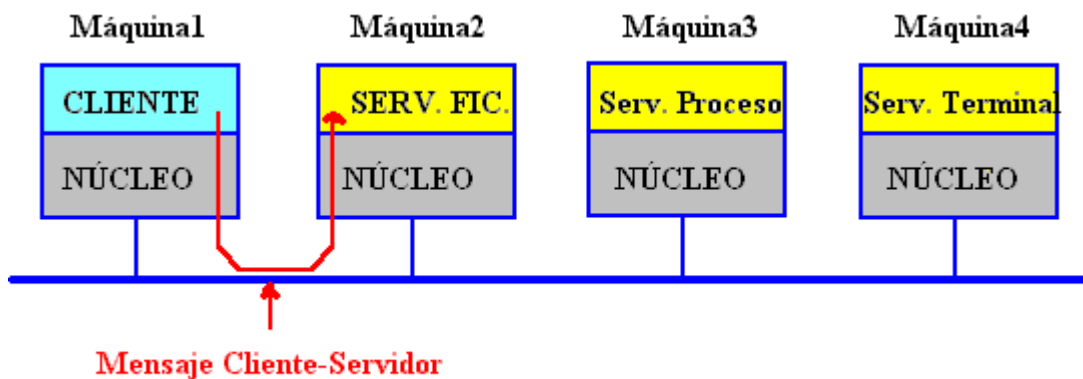 Máquina1
Máquina2
Máquina3
Máquina4
CLIENTE
SERV. FIC.
Serv. Proceso
Serv. Terminal
NÚCLEO
NÚCLEO
NÚCLEO
NÚCLEO
Mensaje Cliente-Servidor